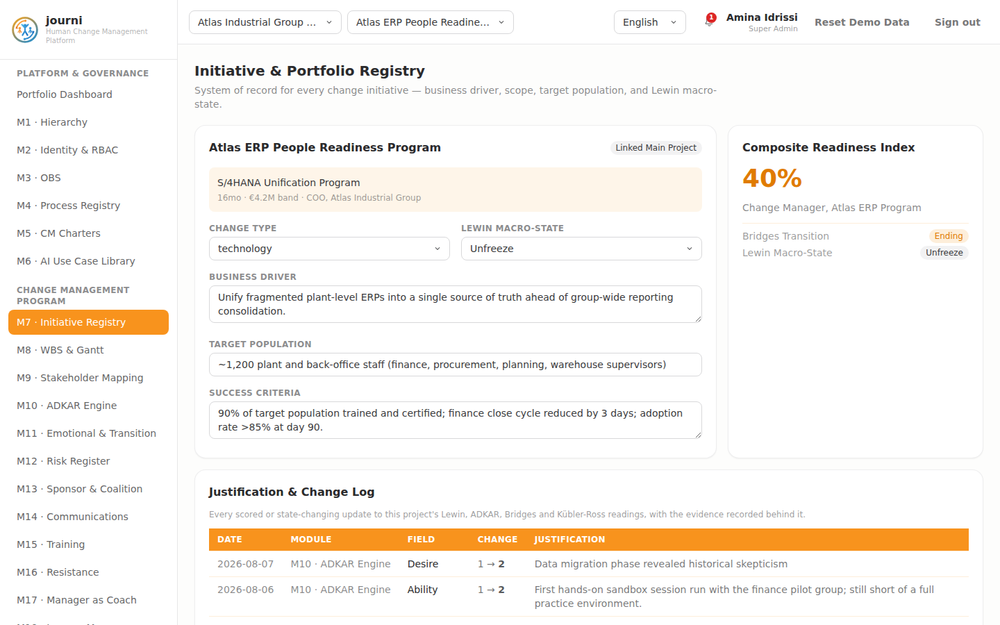 journi
Human Change Management
Platform
PLATFORM & GOVERNANCE
Portfolio Dashboard
M1 · Hierarchy
M2 · Identity & RBAC
M3 · OBS
M4 · Process Registry
M5 · CM Charters
M6 · AI Use Case Library
CHANGE MANAGEMENT
PROGRAM
M7 · Initiative Registry
M8 · WBS & Gantt
M9 · Stakeholder Mapping
M10 · ADKAR Engine
M11 · Emotional & Transition
M12 · Risk Register
M13 · Sponsor & Coalition
M14 · Communications
M15 · Training
M16 · Resistance
M17 · Manager as Coach
Atlas Industrial Group ...
Atlas ERP People Readine...
English
1
Amina Idrissi
Super Admin
Reset Demo Data
Sign out
Initiative & Portfolio Registry
System of record for every change initiative — business driver, scope, target population, and Lewin macro-
state.
Atlas ERP People Readiness Program
Linked Main Project
S/4HANA Unification Program
16mo · €4.2M band · COO, Atlas Industrial Group
CHANGE TYPE
LEWIN MACRO-STATE
technology
Unfreeze
BUSINESS DRIVER
Unify fragmented plant-level ERPs into a single source of truth ahead of group-wide reporting
consolidation.
TARGET POPULATION
~1,200 plant and back-office staff (finance, procurement, planning, warehouse supervisors)
SUCCESS CRITERIA
90% of target population trained and certified; finance close cycle reduced by 3 days; adoption
rate >85% at day 90.
Composite Readiness Index
40%
Change Manager, Atlas ERP Program
Bridges Transition
Ending
Lewin Macro-State
Unfreeze
Justification & Change Log
Every scored or state-changing update to this project's Lewin, ADKAR, Bridges and Kübler-Ross readings, with the evidence recorded behind it.
DATE MODULE FIELD CHANGE JUSTIFICATION
2026-08-07 M10 · ADKAR Engine Desire 1 → 2 Data migration phase revealed historical skepticism
2026-08-06 M10 · ADKAR Engine Ability 1 → 2 First hands-on sandbox session run with the finance pilot group; still short of a full
practice environment.